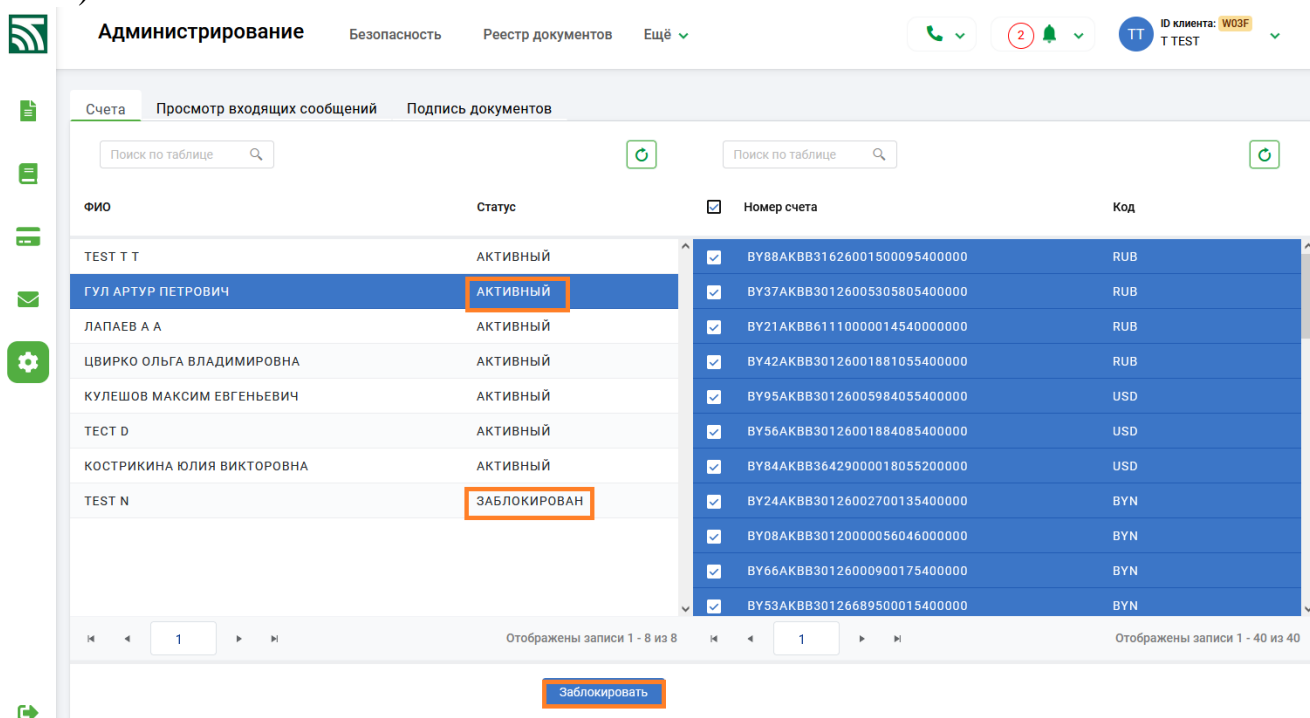 Администрирование Безопасность Реестр документов Ещё 2 TT ID клиента: W03F
T TEST
Счета Просмотр входящих сообщений Подпись документов
Поиск по таблице Поиск по таблице
ФИО Статус Номер счета Код
TEST T T АКТИВНЫЙ BY88AKBB31626001500095400000 RUB
ГУЛ АРТУР ПЕТРОВИЧ АКТИВНЫЙ BY37AKBB30126005305805400000 RUB
ЛАПАЕВ А А АКТИВНЫЙ BY21AKBB61110000014540000000 RUB
ЦВИРКО ОЛЬГА ВЛАДИМИРОВНА АКТИВНЫЙ BY42AKBB30126001881055400000 RUB
КУЛЕШОВ МАКСИМ ЕВГЕНЬЕВИЧ АКТИВНЫЙ BY95AKBB30126005984055400000 USD
ТЕСТ D АКТИВНЫЙ BY56AKBB30126001884085400000 USD
КОСТРИКИНА ЮЛИЯ ВИКТОРОВНА АКТИВНЫЙ BY84AKBB36429000018055200000 USD
TEST N ЗАБЛОКИРОВАН BY24AKBB30126002700135400000 BYN
BY08AKBB30120000056046000000 BYN
BY66AKBB30126000900175400000 BYN
BY53AKBB30126689500015400000 BYN
1 Отображены записи 1 - 8 из 8 1 Отображены записи 1 - 40 из 40
Заблокировать